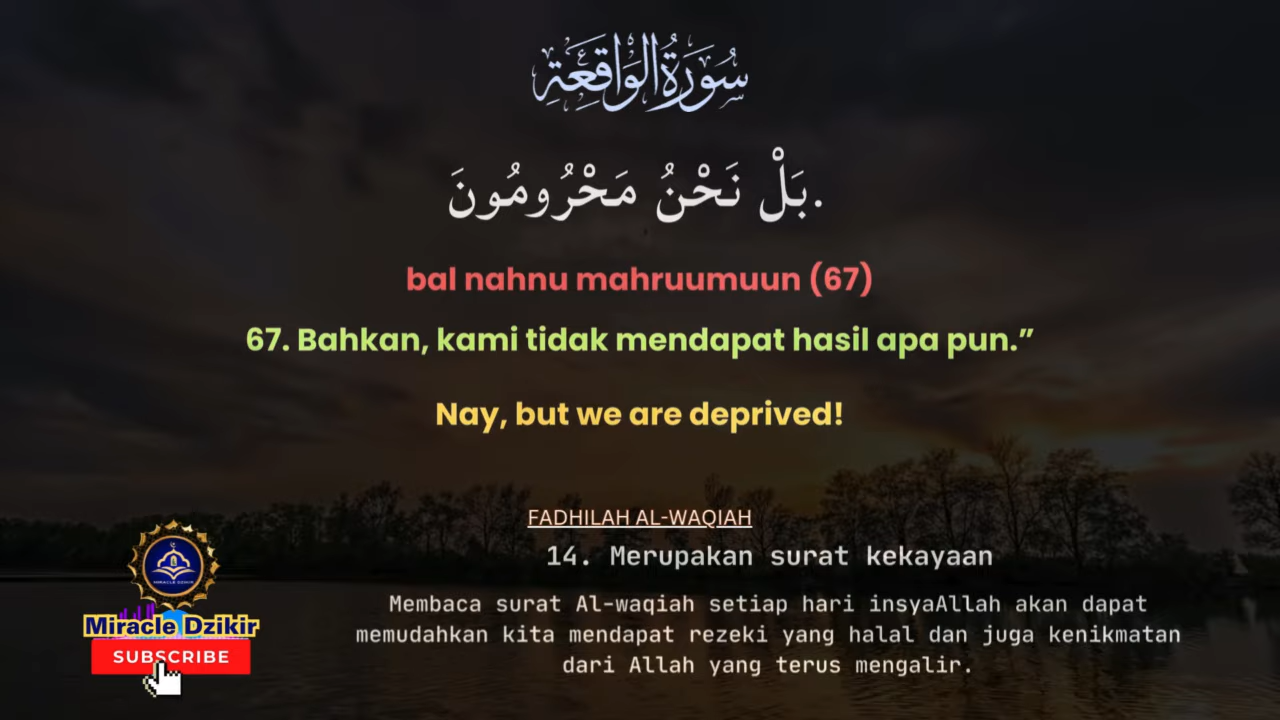 سُورَةُ الوَاقِعَةِ
بَلْ نَحْنُ مَحْرُومُونَ.
bal nahnu mahruumuun (67)
67. Bahkan, kami tidak mendapat hasil apa pun.”
Nay, but we are deprived!
FADHILAH AL-WAQIAH
14. Merupakan surat kekayaan
Membaca surat Al-waqiah setiap hari insyaAllah akan dapat
memudahkan kita mendapat rezeki yang halal dan juga kenikmatan
dari Allah yang terus mengalir.
MIRACLE DZIKIR
Miracle Dzikir
SUBSCRIBE